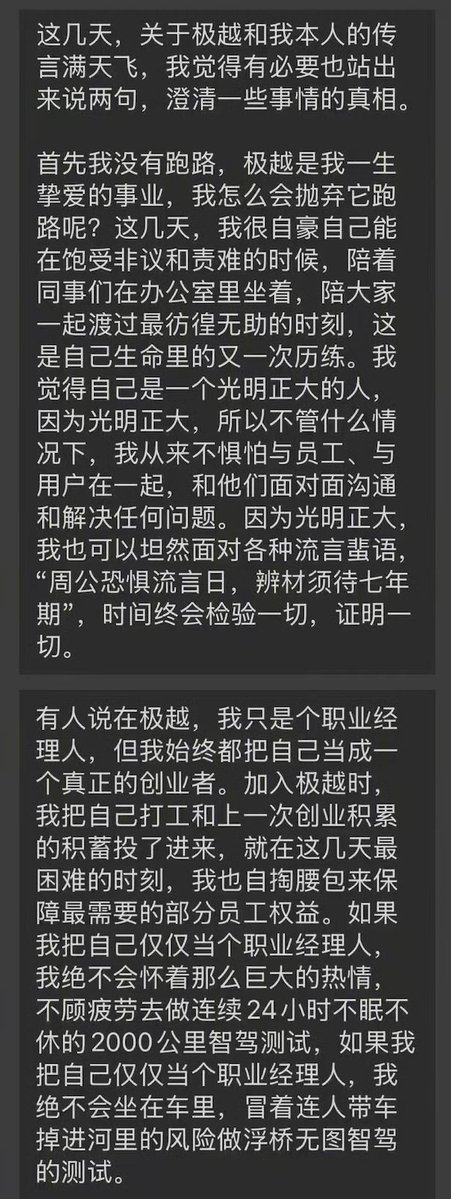 这几天，关于极越和我本人的传
言满天飞，我觉得有必要也站出
来说两句，澄清一些事情的真相。
首先我没有跑路，极越是我一生
挚爱的事业，我怎么会抛弃它跑
路呢？这几天，我很自豪自己能
在饱受非议和责难的时候，陪着
同事们在办公室里坐着，陪大家
一起渡过最彷徨无助的时刻，这
是自己生命里的又一次历练。我
觉得自己是一个光明正大的人，
因为光明正大，所以不管什么情
况下，我从来不惧怕与员工、与
用户在一起，和他们面对面沟通
和解决任何问题。因为光明正大，
我也可以坦然面对各种流言蜚语，
“周公恐惧流言日，辨材须待七年
期”，时间终会检验一切，证明一
切。
有人说在极越，我只是个职业经
理人，但我始终都把自己当成一
个真正的创业者。加入极越时，
我把自己打工和上一次创业积累
的积蓄投了进来，就在这几天最
困难的时刻，我也自掏腰包来保
障最需要的部分员工权益。如果
我把自己仅仅当个职业经理人，
我绝不会怀着那么巨大的热情，
不顾疲劳去做连续24小时不眠不
休的2000公里智驾测试，如果我
把自己仅仅当个职业经理人，我
绝不会坐在车里，冒着连人带车
掉进河里的风险做浮桥无图智驾
的测试。